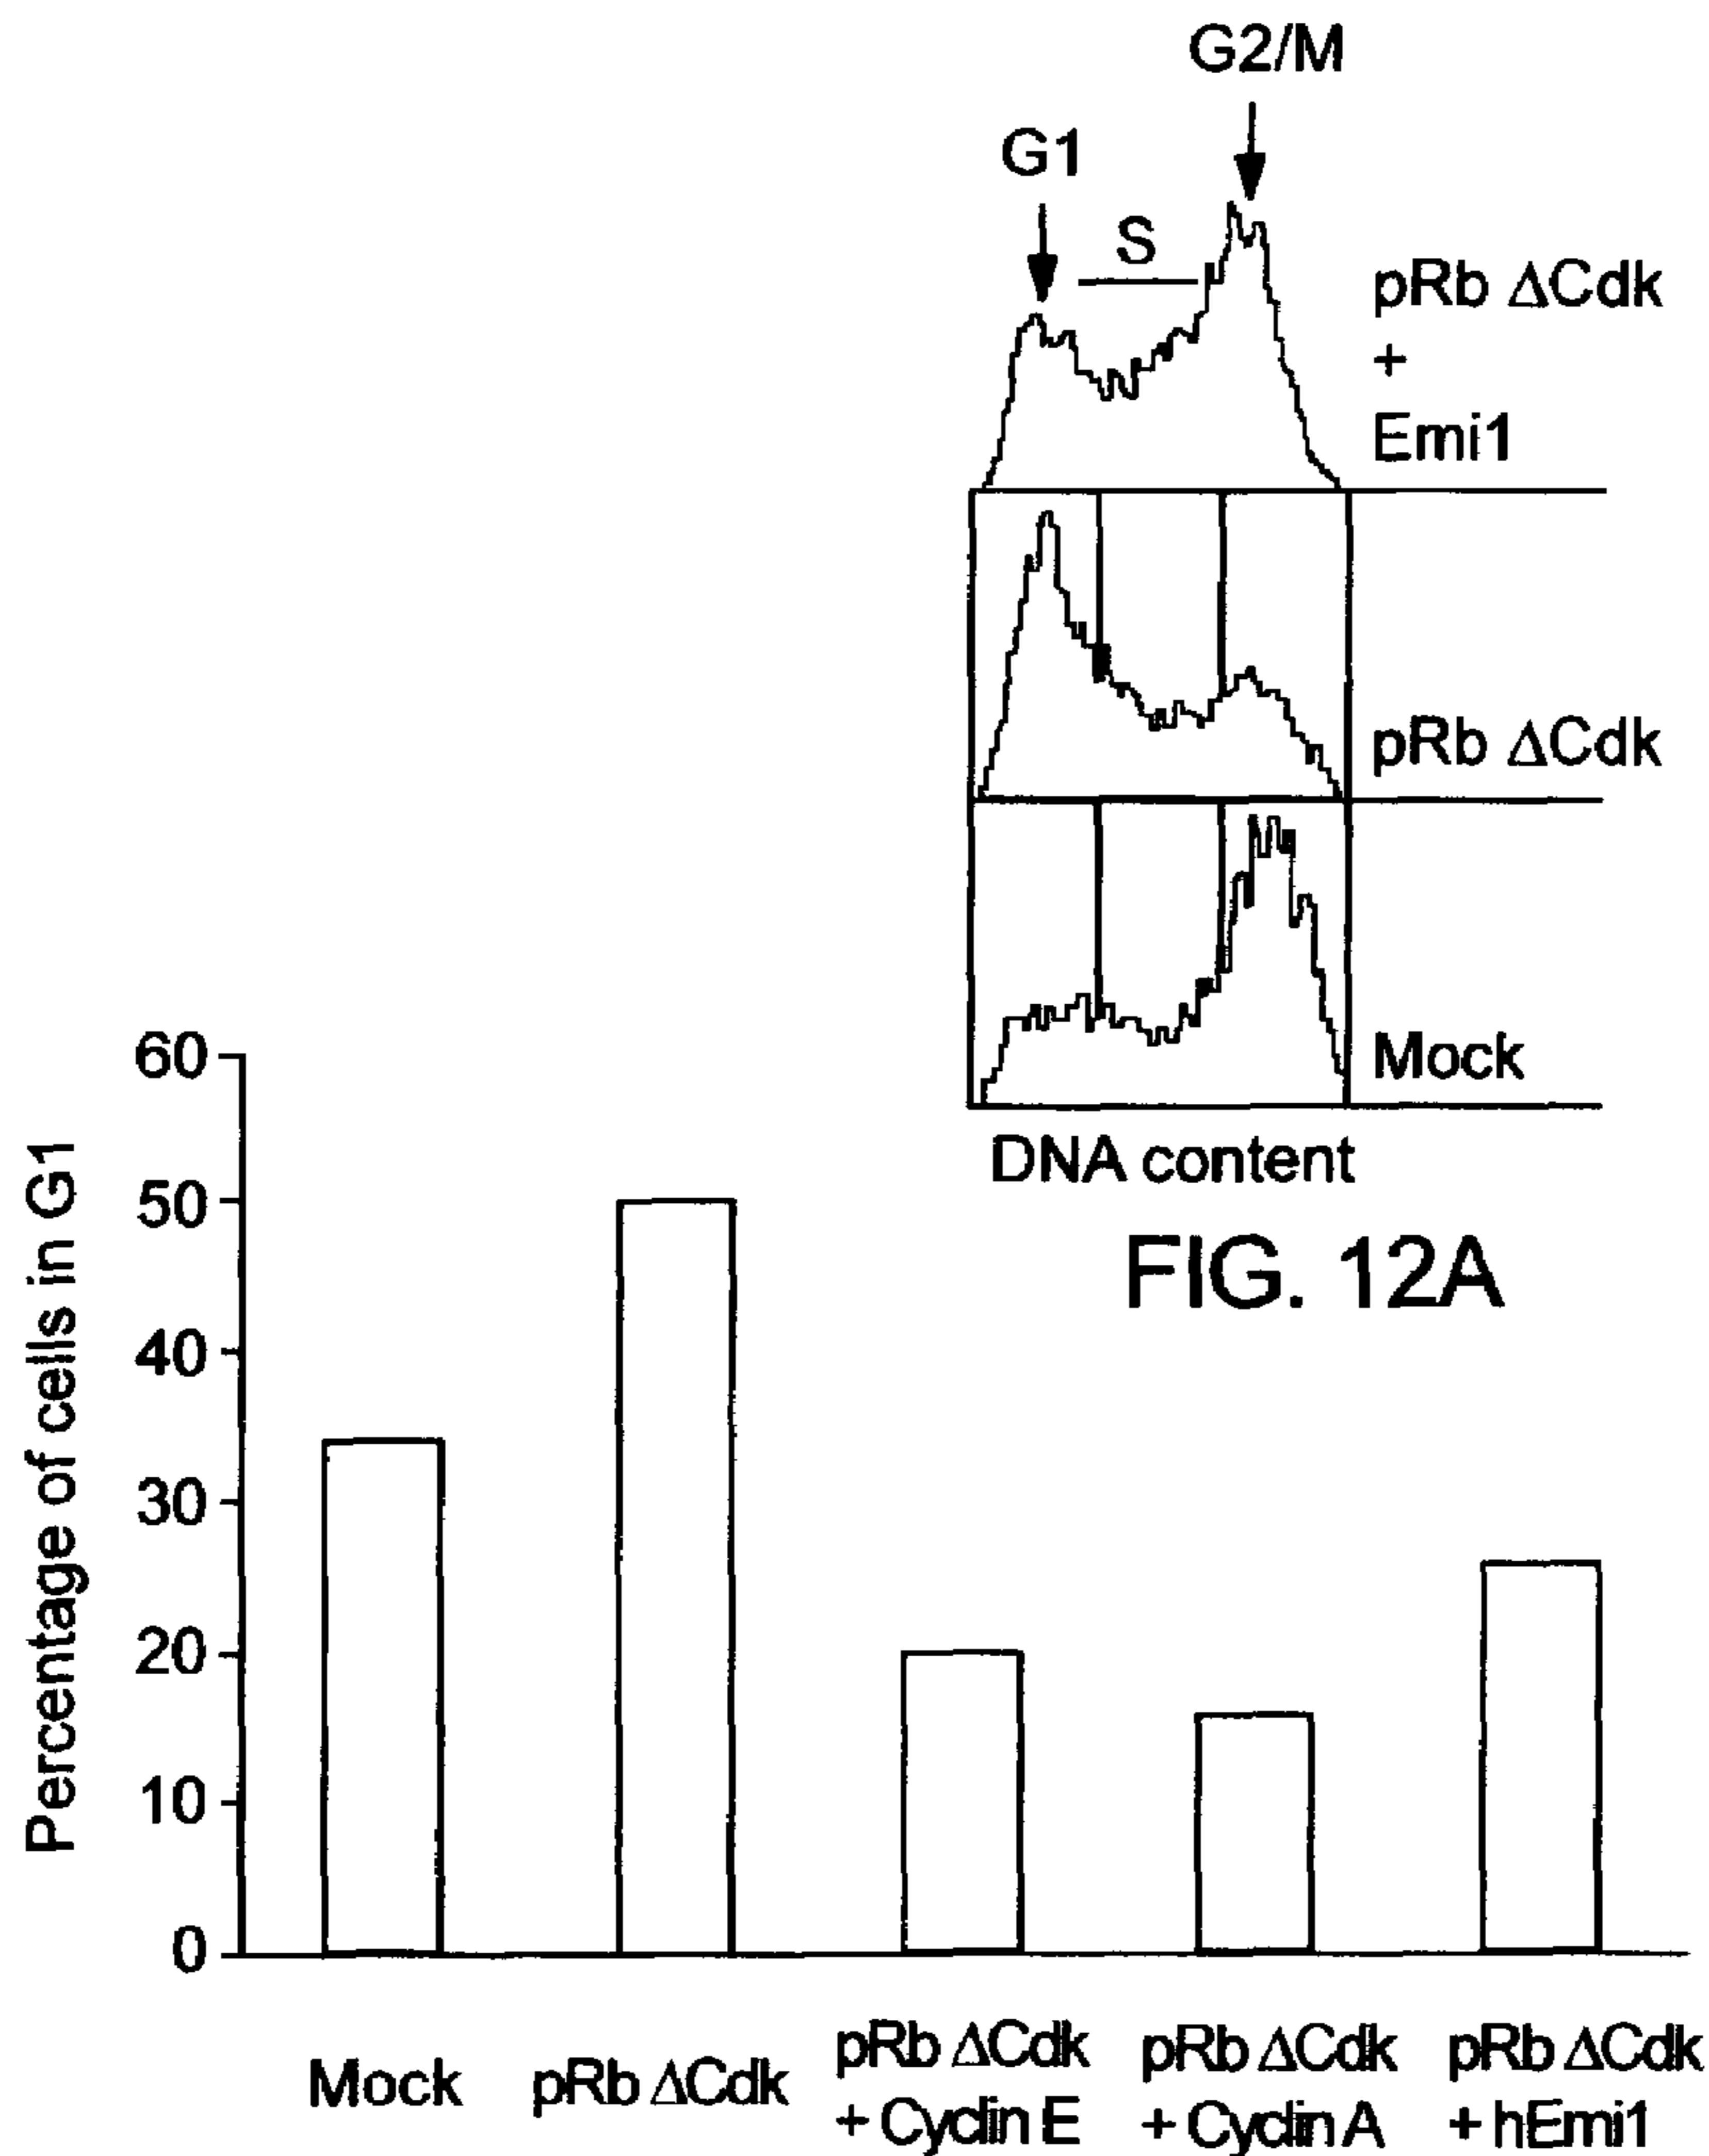 G2/M
G1
S
pRb ΔCdk
+
Emi1
pRb ΔCdk
Mock
DNA content
FIG. 12A
Percentage of cells in G1
60
50
40
30
20
10
0
Mock
pRb ΔCdk
pRb ΔCdk
+ Cyclin E
pRb ΔCdk
+ Cyclin A
pRb ΔCdk
+ hEmi1